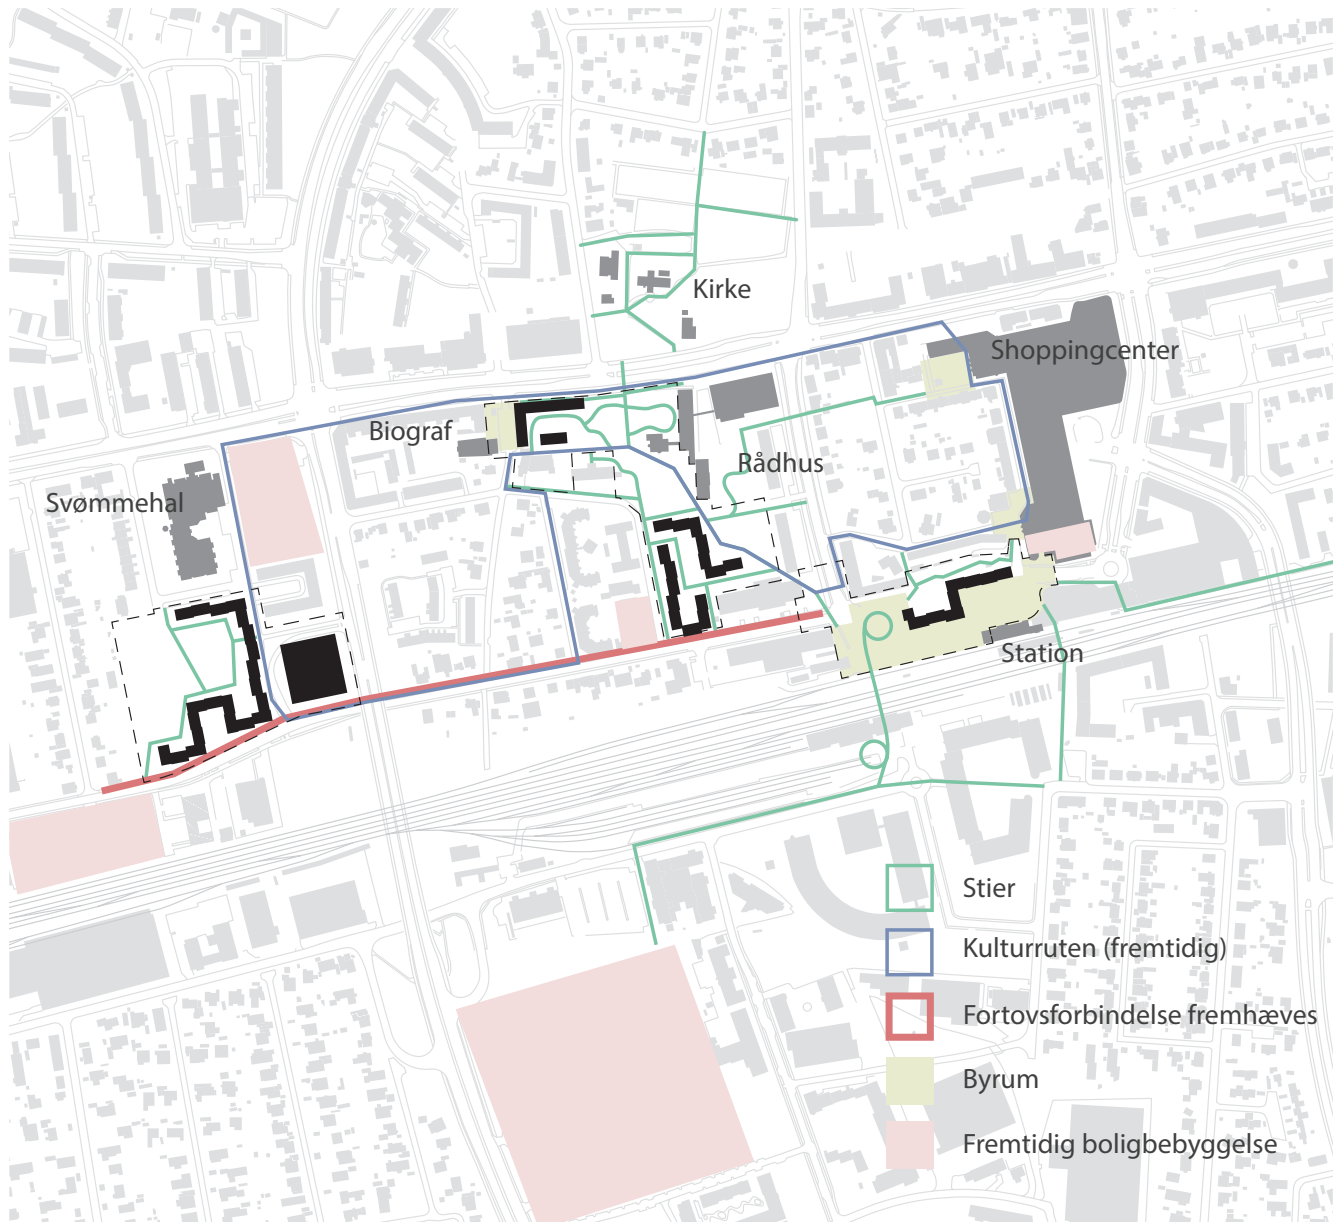 Kirke
Shoppingcenter
Biograf
Rådhus
Svømmehal
Station
Stier
Kulturruten (fremtidig)
Fortovsforbindelse fremhæves
Byrum
Fremtidig boligbebyggelse